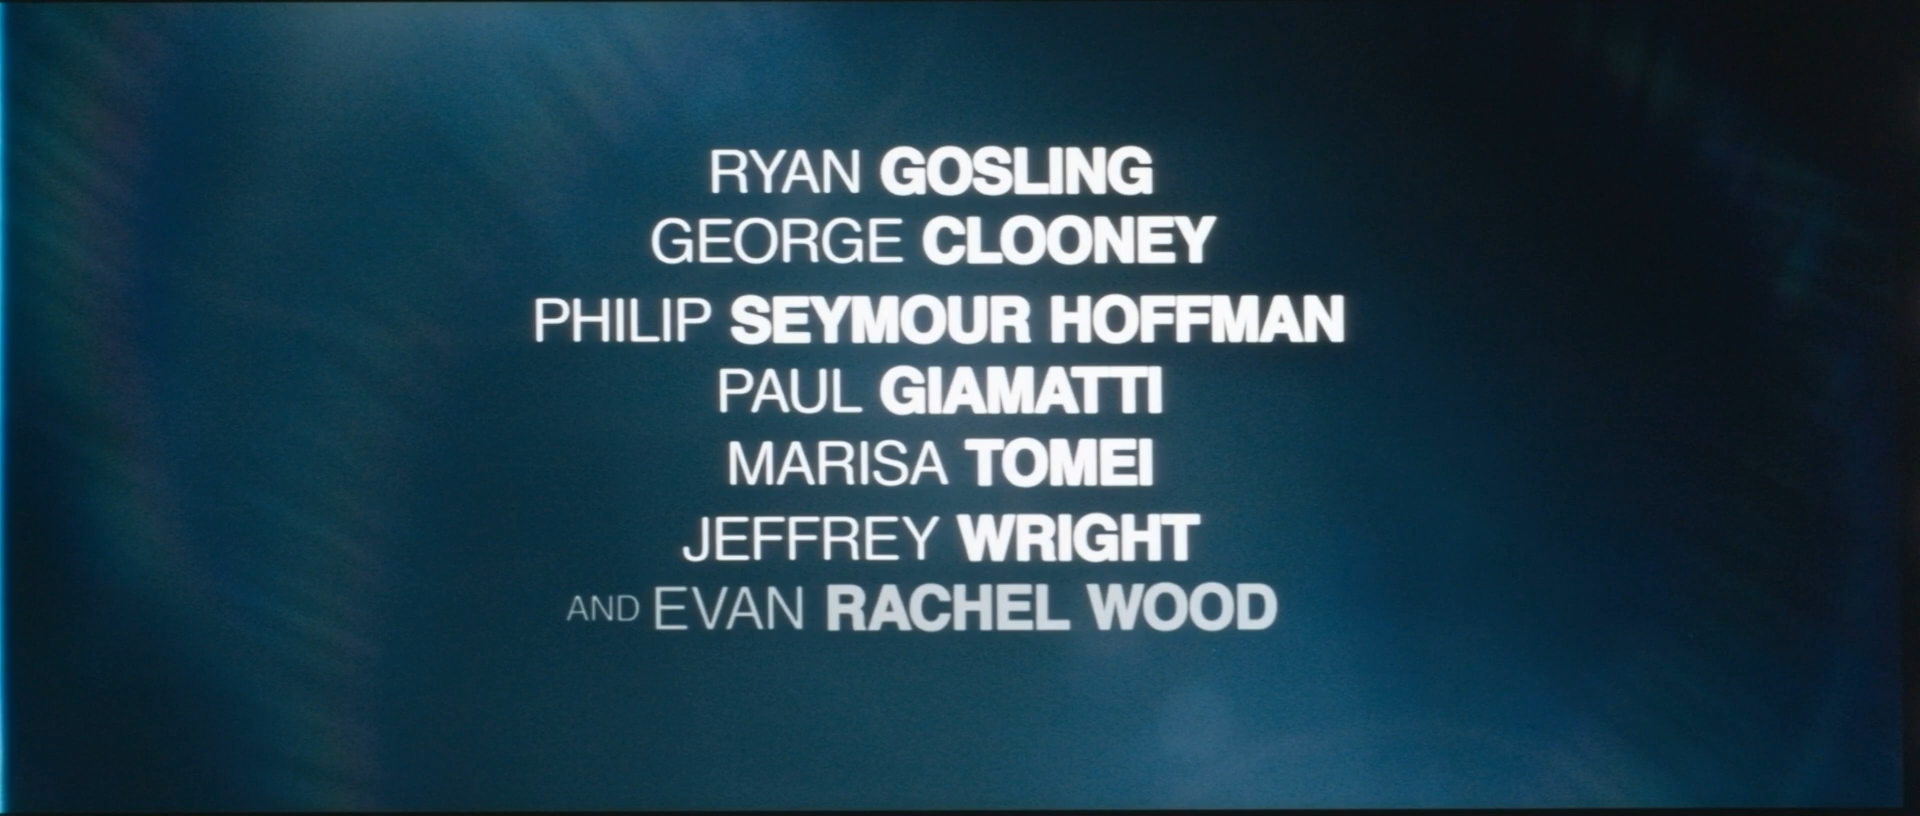 RYAN GOSLING
GEORGE CLOONEY
PHILIP SEYMOUR HOFFMAN
PAUL GIAMATTI
MARISA TOMEI
JEFFREY WRIGHT
AND EVAN RACHEL WOOD